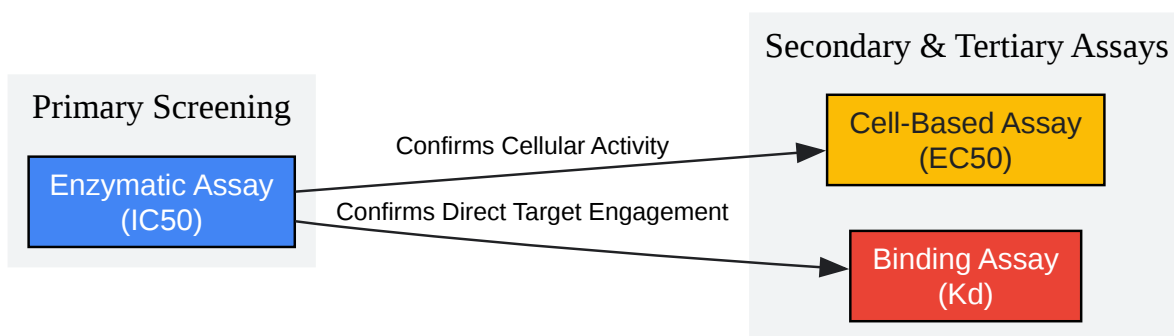 Primary Screening
Enzymatic Assay
(IC50)
Confirms Cellular Activity
Confirms Direct Target Engagement
Secondary & Tertiary Assays
Cell-Based Assay
(EC50)
Binding Assay
(Kd)